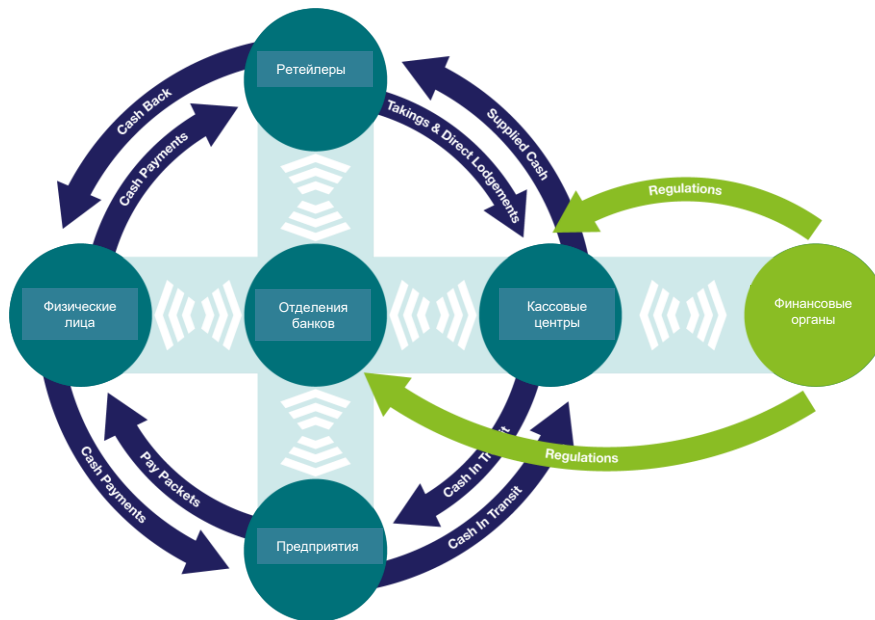 Ретейлеры
Cash Back
Cash Payments
Takings & Direct Lodgements
Supplied Cash
Regulations
Физические
лица
Отделения
банков
Кассовые
центры
Финансовые
органы
Cash Payments
Pay Packets
Cash In Transit
Cash In Transit
Regulations
Предприятия